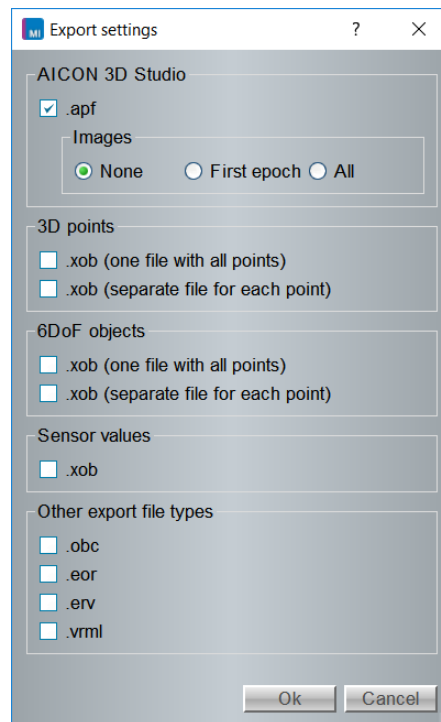 MI Export settings ?
AICON 3D Studio
.apf
Images
None First epoch All
3D points
.xob (one file with all points)
.xob (separate file for each point)
6DoF objects
.xob (one file with all points)
.xob (separate file for each point)
Sensor values
.xob
Other export file types
.obc
.eor
.erv
.vrml
Ok Cancel